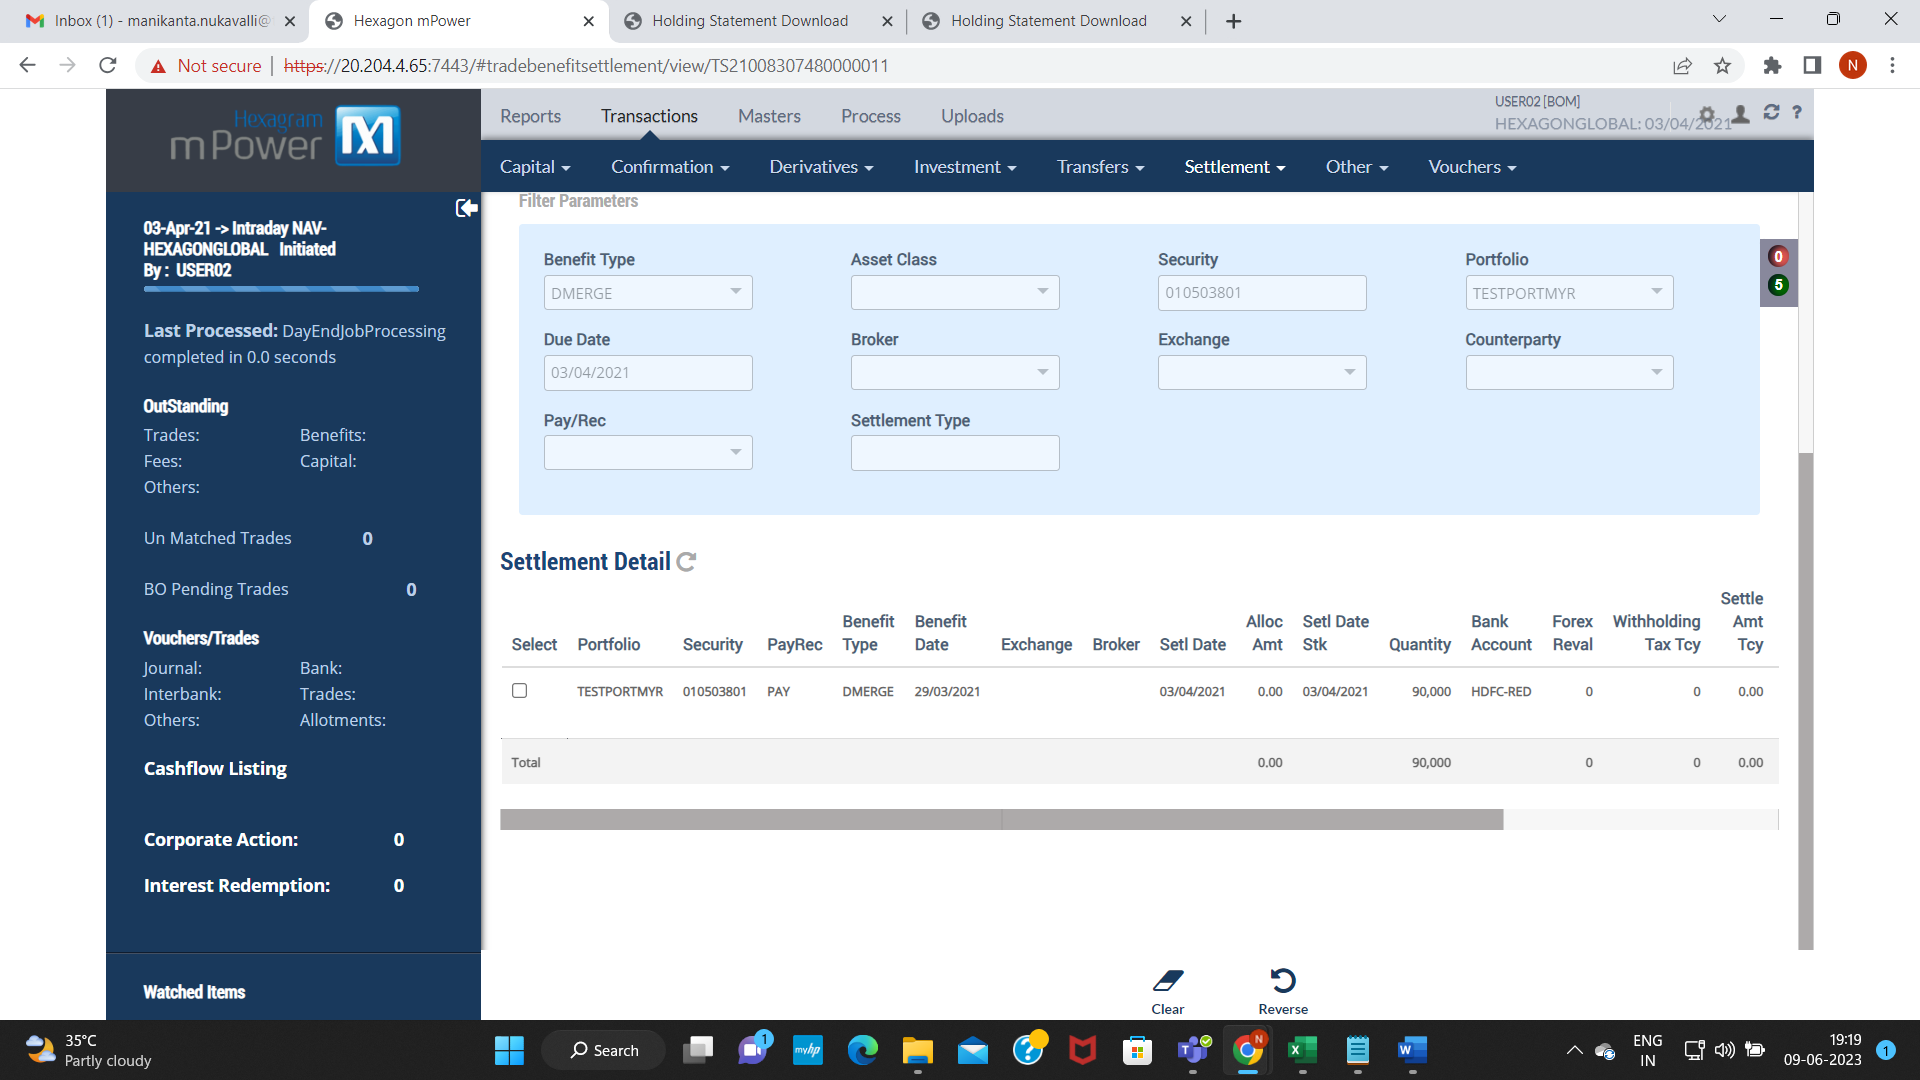 Inbox (1) - manikanta.nukavalli@
Hexagon mPower
Holding Statement Download
Holding Statement Download
Not secure
https://20.204.4.65:7443/#tradebenefitsettlement/view/TS21008307480000011
N
Hexagram
mPower
Reports Transactions Masters Process Uploads
USER02 [BOM]
HEXAGONGLOBAL: 03/04/2021
?
Capital Confirmation Derivatives Investment Transfers Settlement Other Vouchers
03-Apr-21 -> Intraday NAV-
HEXAGONGLOBAL Initiated
By : USER02
Last Processed: DayEndJobProcessing
completed in 0.0 seconds
OutStanding
Trades: Benefits:
Fees: Capital:
Others:
Un Matched Trades 0
BO Pending Trades 0
Vouchers/Trades
Journal: Bank:
Interbank: Trades:
Others: Allotments:
Cashflow Listing
Corporate Action: 0
Interest Redemption: 0
Watched Items
Filter Parameters
Benefit Type Asset Class Security Portfolio
DMERGE 010503801 TESTPORTMYR
Due Date Broker Exchange Counterparty
03/04/2021
Pay/Rec Settlement Type
0
5
Settlement Detail
Select Portfolio Security PayRec Benefit Type Benefit Date Exchange Broker Setl Date Alloc Amt Setl Date Stk Quantity Bank Account Forex Reval Withholding Tax Tcy Settle Amt Tcy
TESTPORTMYR 010503801 PAY DMERGE 29/03/2021 03/04/2021 0.00 03/04/2021 90,000 HDFC-RED 0 0 0.00
Total 0.00 90,000 0 0 0.00
Clear Reverse
35°C
Partly cloudy
Search
1
myhp
N
ENG
IN
19:19
09-06-2023
1